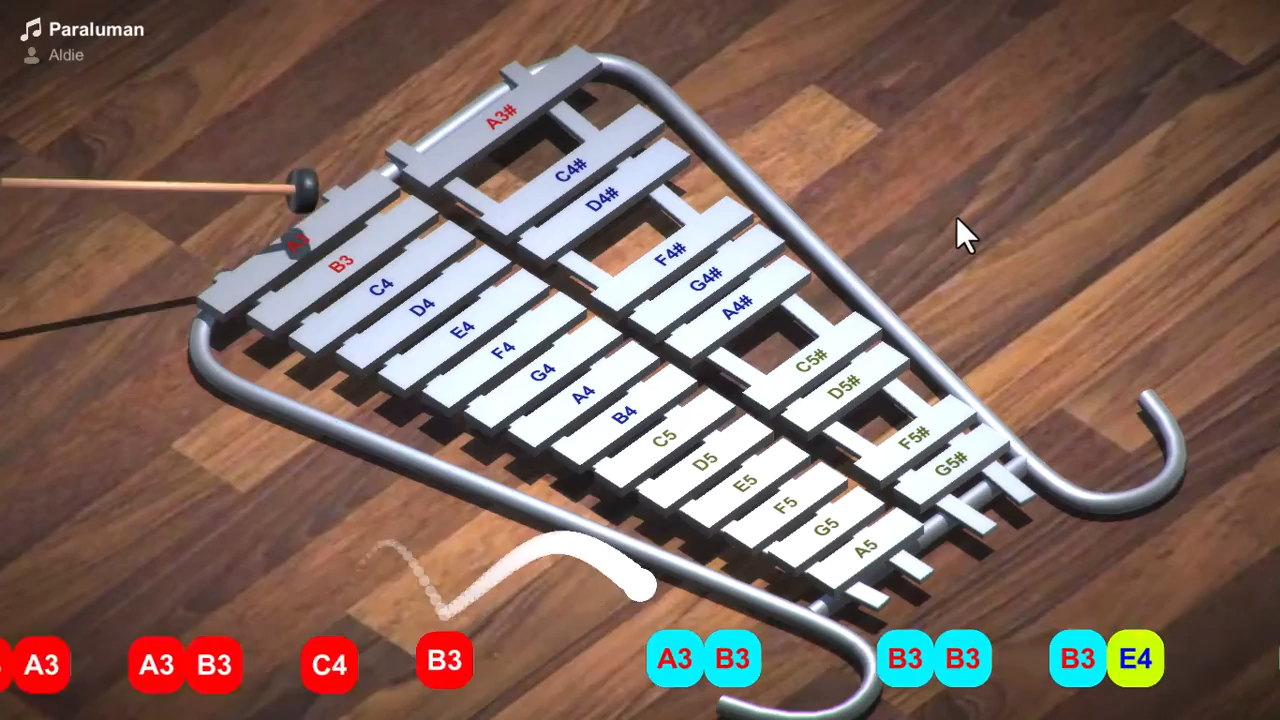 Paraluman
Aldie
A3#
C4#
D4#
F4#
G4#
A4#
C5#
D5#
F5#
G5#
A3
B3
C4
D4
E4
F4
G4
A4
B4
C5
D5
E5
F5
G5
A5
A3 A3 B3 C4 B3 A3 B3 B3 B3 B3 E4